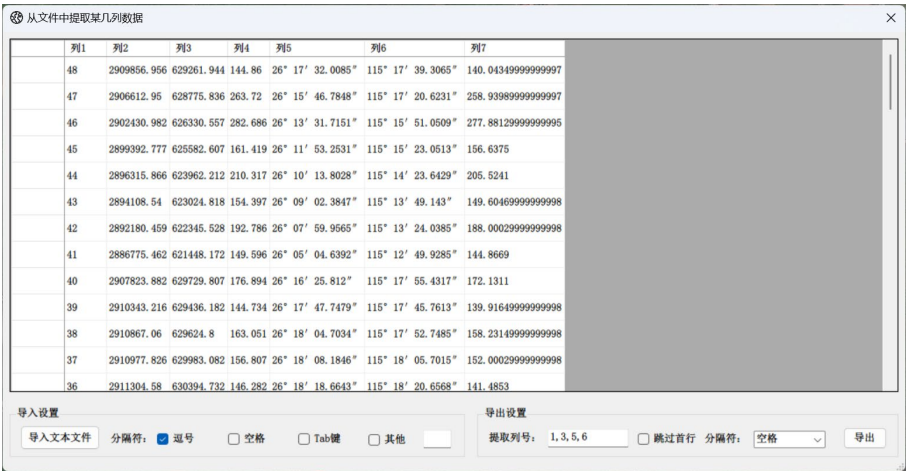 从文件中提取某几列数据
列1 列2 列3 列4 列5 列6 列7
48 2909856.956 629261.944 144.86 26° 17′ 32.0085″ 115° 17′ 39.3065″ 140.04349999999997
47 2906612.95 628775.836 263.72 26° 15′ 46.7848″ 115° 17′ 20.6231″ 258.93989999999997
46 2902430.982 626330.557 282.686 26° 13′ 31.7151″ 115° 15′ 51.0509″ 277.88129999999995
45 2899392.777 625582.607 161.419 26° 11′ 53.2531″ 115° 15′ 23.0513″ 156.6375
44 2896315.866 623962.212 210.317 26° 10′ 13.8028″ 115° 14′ 23.6429″ 205.5241
43 2894108.54 623024.818 154.397 26° 09′ 02.3847″ 115° 13′ 49.143″ 149.60469999999998
42 2892180.459 622345.528 192.786 26° 07′ 59.9565″ 115° 13′ 24.0385″ 188.00029999999998
41 2886775.462 621448.172 149.596 26° 05′ 04.6392″ 115° 12′ 49.9285″ 144.8669
40 2907823.882 629729.807 176.894 26° 16′ 25.812″ 115° 17′ 55.4317″ 172.1311
39 2910343.216 629436.182 144.734 26° 17′ 47.7479″ 115° 17′ 45.7613″ 139.91649999999998
38 2910867.06 629624.8 163.051 26° 18′ 04.7034″ 115° 17′ 52.7485″ 158.23149999999998
37 2910977.826 629983.082 156.807 26° 18′ 08.1846″ 115° 18′ 05.7015″ 152.00029999999998
36 2911304.58 630394.732 146.282 26° 18′ 18.6643″ 115° 18′ 20.6568″ 141.4853
导入设置
导入文本文件 分隔符: 逗号 空格 Tab键 其他
导出设置
提取列号: 1,3,5,6 跳过首行 分隔符: 空格 导出